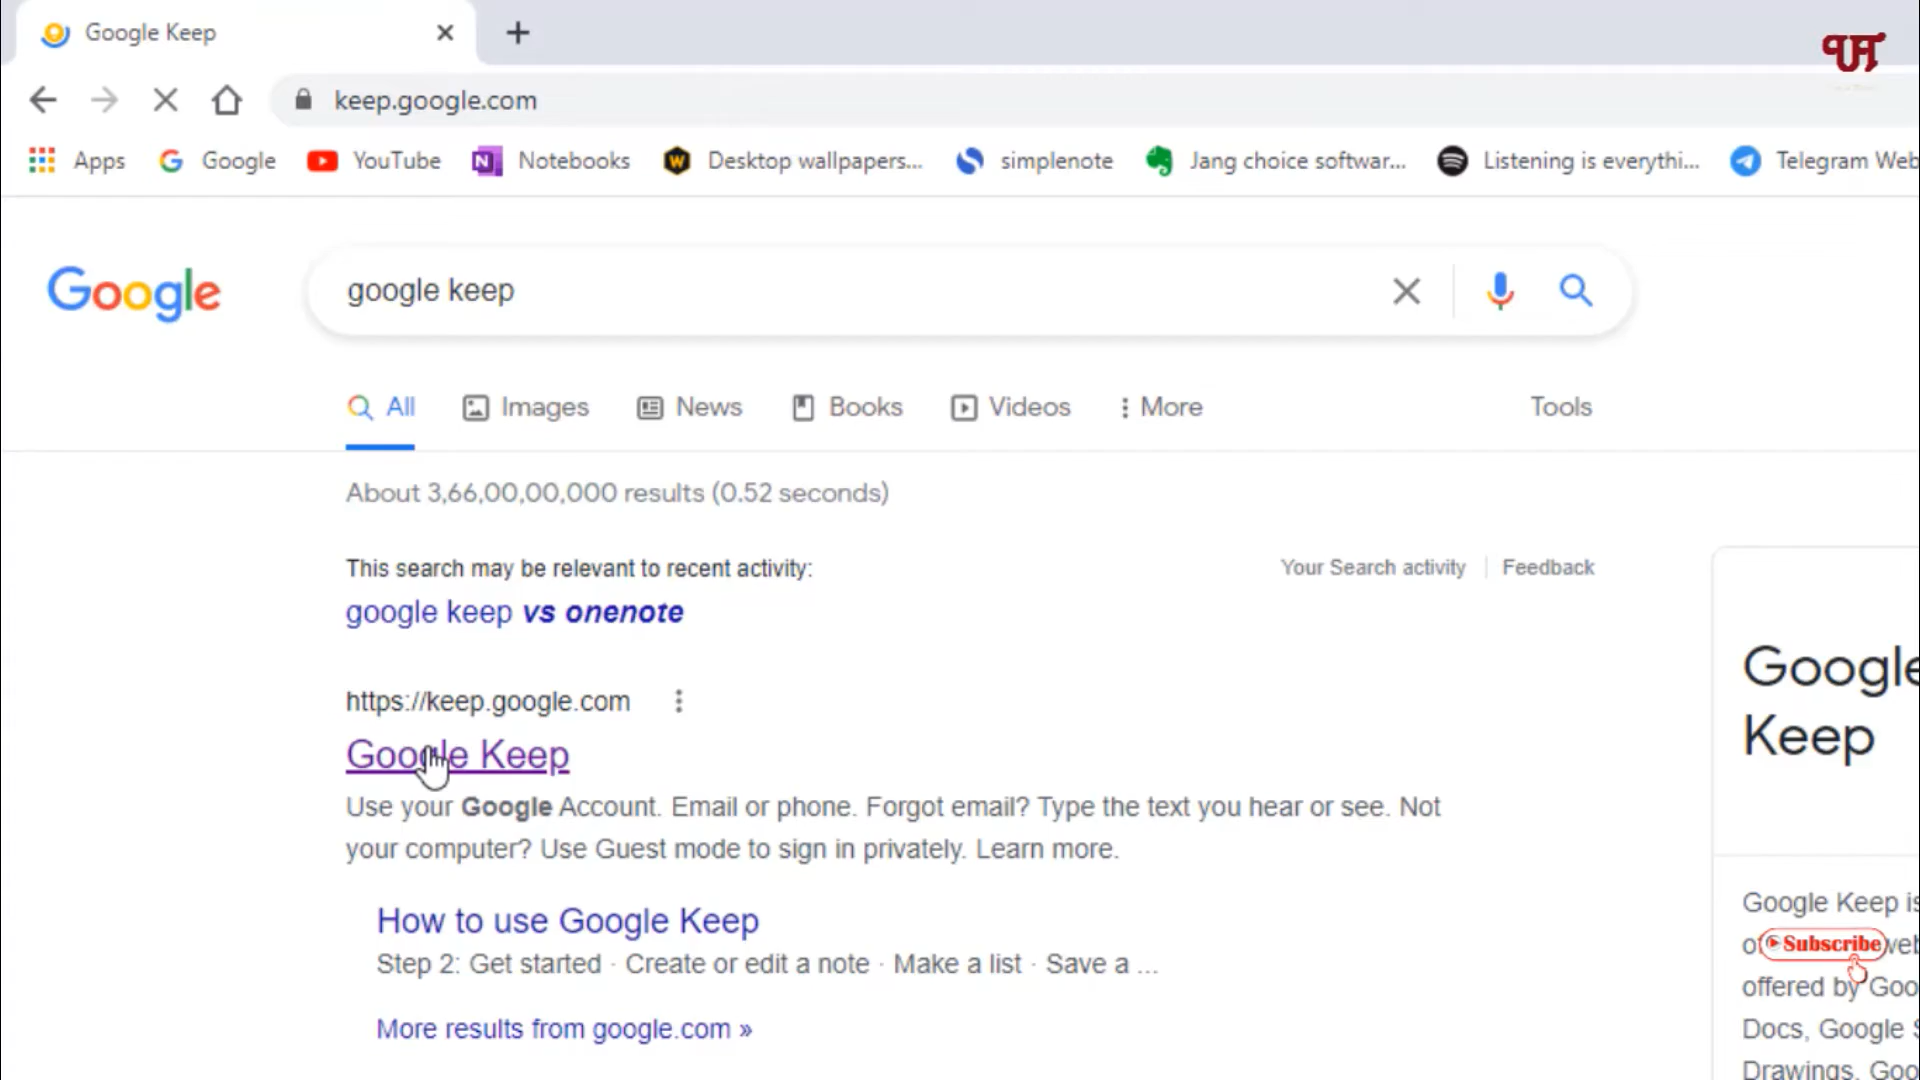 Google Keep
keep.google.com
Apps Google YouTube Notebooks Desktop wallpapers... simplenote Jang choice softwar... Listening is everythi... Telegram Web
Google google keep
All Images News Books Videos More Tools
About 3,66,00,00,000 results (0.52 seconds)
This search may be relevant to recent activity: Your Search activity Feedback
google keep vs onenote
https://keep.google.com
Google Keep
Use your Google Account. Email or phone. Forgot email? Type the text you hear or see. Not
your computer? Use Guest mode to sign in privately. Learn more.
How to use Google Keep
Step 2: Get started · Create or edit a note · Make a list · Save a ...
More results from google.com »
Google
Keep
Google Keep is
Subscribe
offered by Goo
Docs, Google S
Drawings, Goo